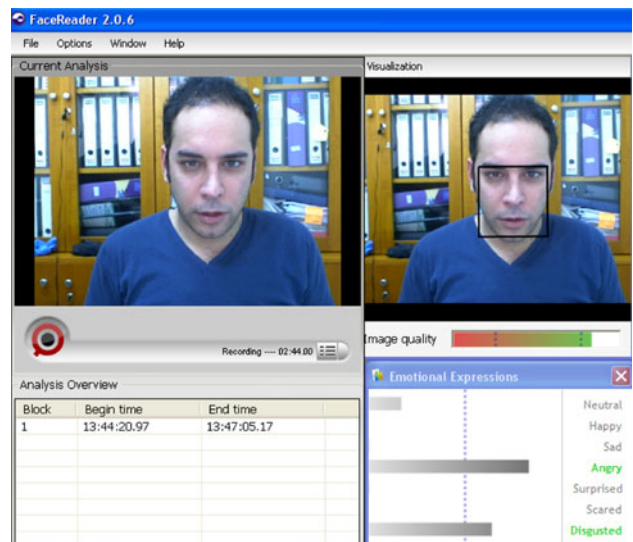 FaceReader 2.0.6
File Options Window Help
Current Analysis
Visualization
Recording ---- 02:44.00
Image quality
Analysis Overview
Block Begin time End time
1 13:44:20.97 13:47:05.17
Emotional Expressions
Neutral
Happy
Sad
Angry
Surprised
Scared
Disgusted